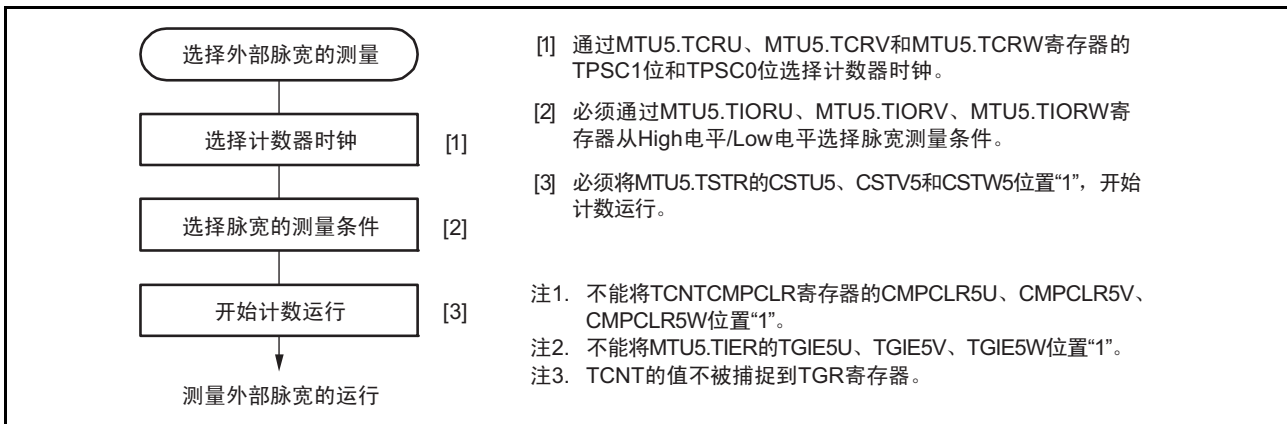 选择外部脉宽的测量
选择计数器时钟
[1]
选择脉宽的测量条件
[2]
开始计数运行
[3]
测量外部脉宽的运行
[1] 通过MTU5.TCRU、MTU5.TCRV和MTU5.TCRW寄存器的
TPSC1位和TPSC0位选择计数器时钟。
[2] 必须通过MTU5.TIORU、MTU5.TIORV、MTU5.TIORW寄
存器从High电平/Low电平选择脉宽测量条件。
[3] 必须将MTU5.TSTR的CSTU5、CSTV5和CSTW5位置“1”，开始
计数运行。
注1. 不能将TCNTCMPCLR寄存器的CMPCLR5U、CMPCLR5V、
CMPCLR5W位置“1”。
注2. 不能将MTU5.TIER的TGIE5U、TGIE5V、TGIE5W位置“1”。
注3. TCNT的值不被捕捉到TGR寄存器。